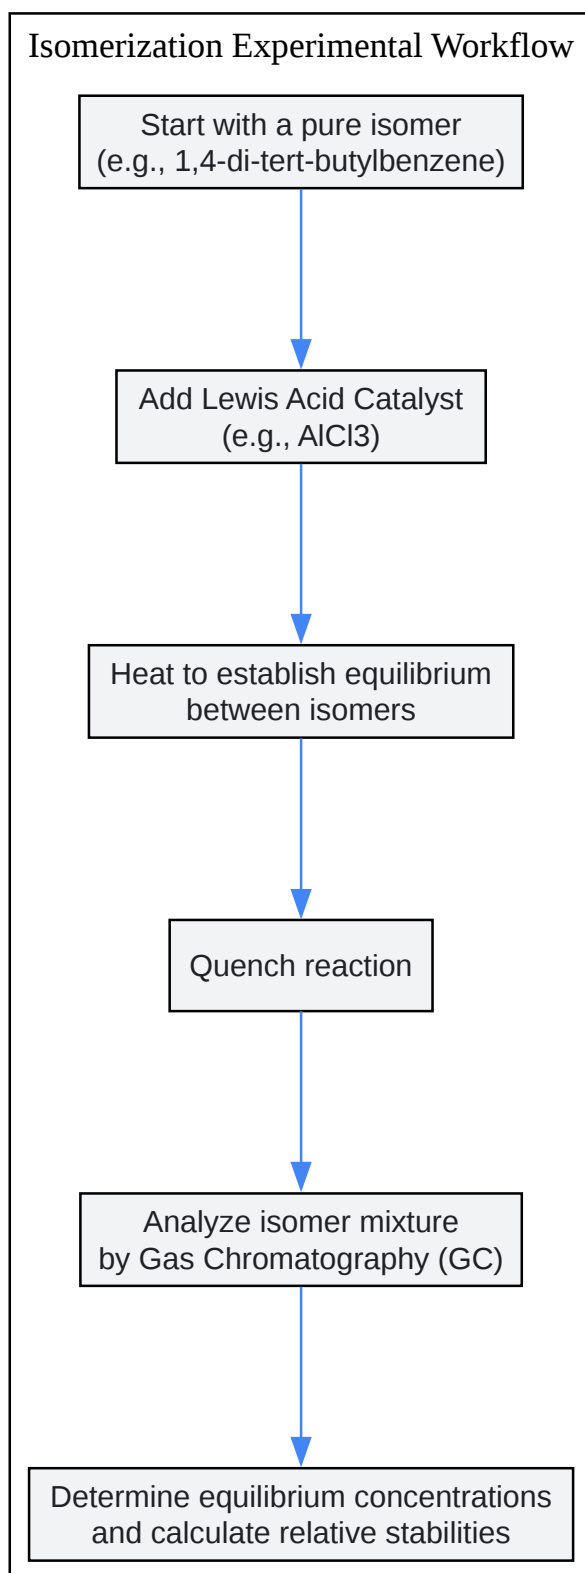 Isomerization Experimental Workflow
Start with a pure isomer
(e.g., 1,4-di-tert-butylbenzene)
Add Lewis Acid Catalyst
(e.g., AlCl3)
Heat to establish equilibrium
between isomers
Quench reaction
Analyze isomer mixture
by Gas Chromatography (GC)
Determine equilibrium concentrations
and calculate relative stabilities